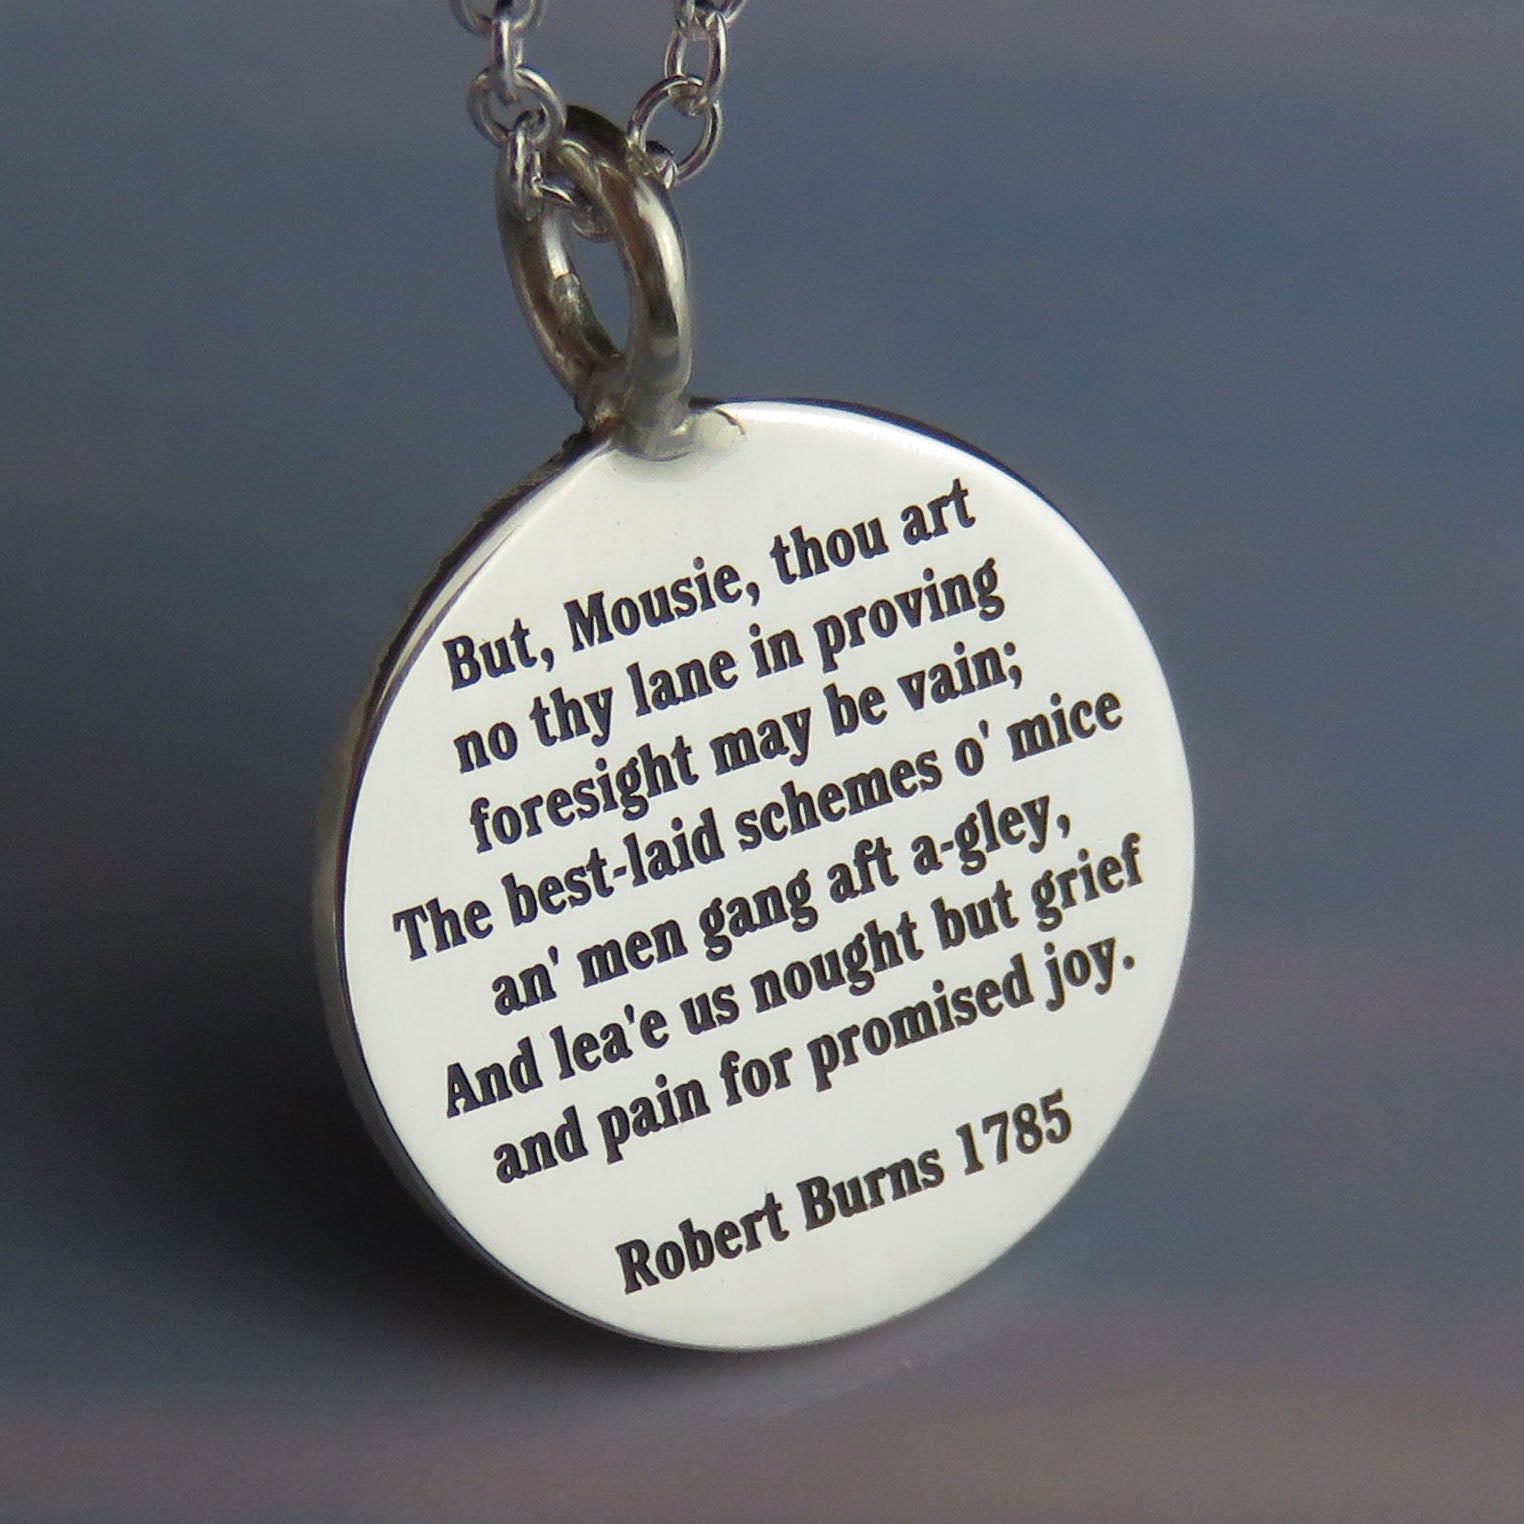 But, Mousie, thou art
no thy lane in proving
foresight may be vain;
The best-laid schemes o' mice
an' men gang aft a-gley,
And lea'e us nought but grief
and pain for promised joy.
Robert Burns 1785